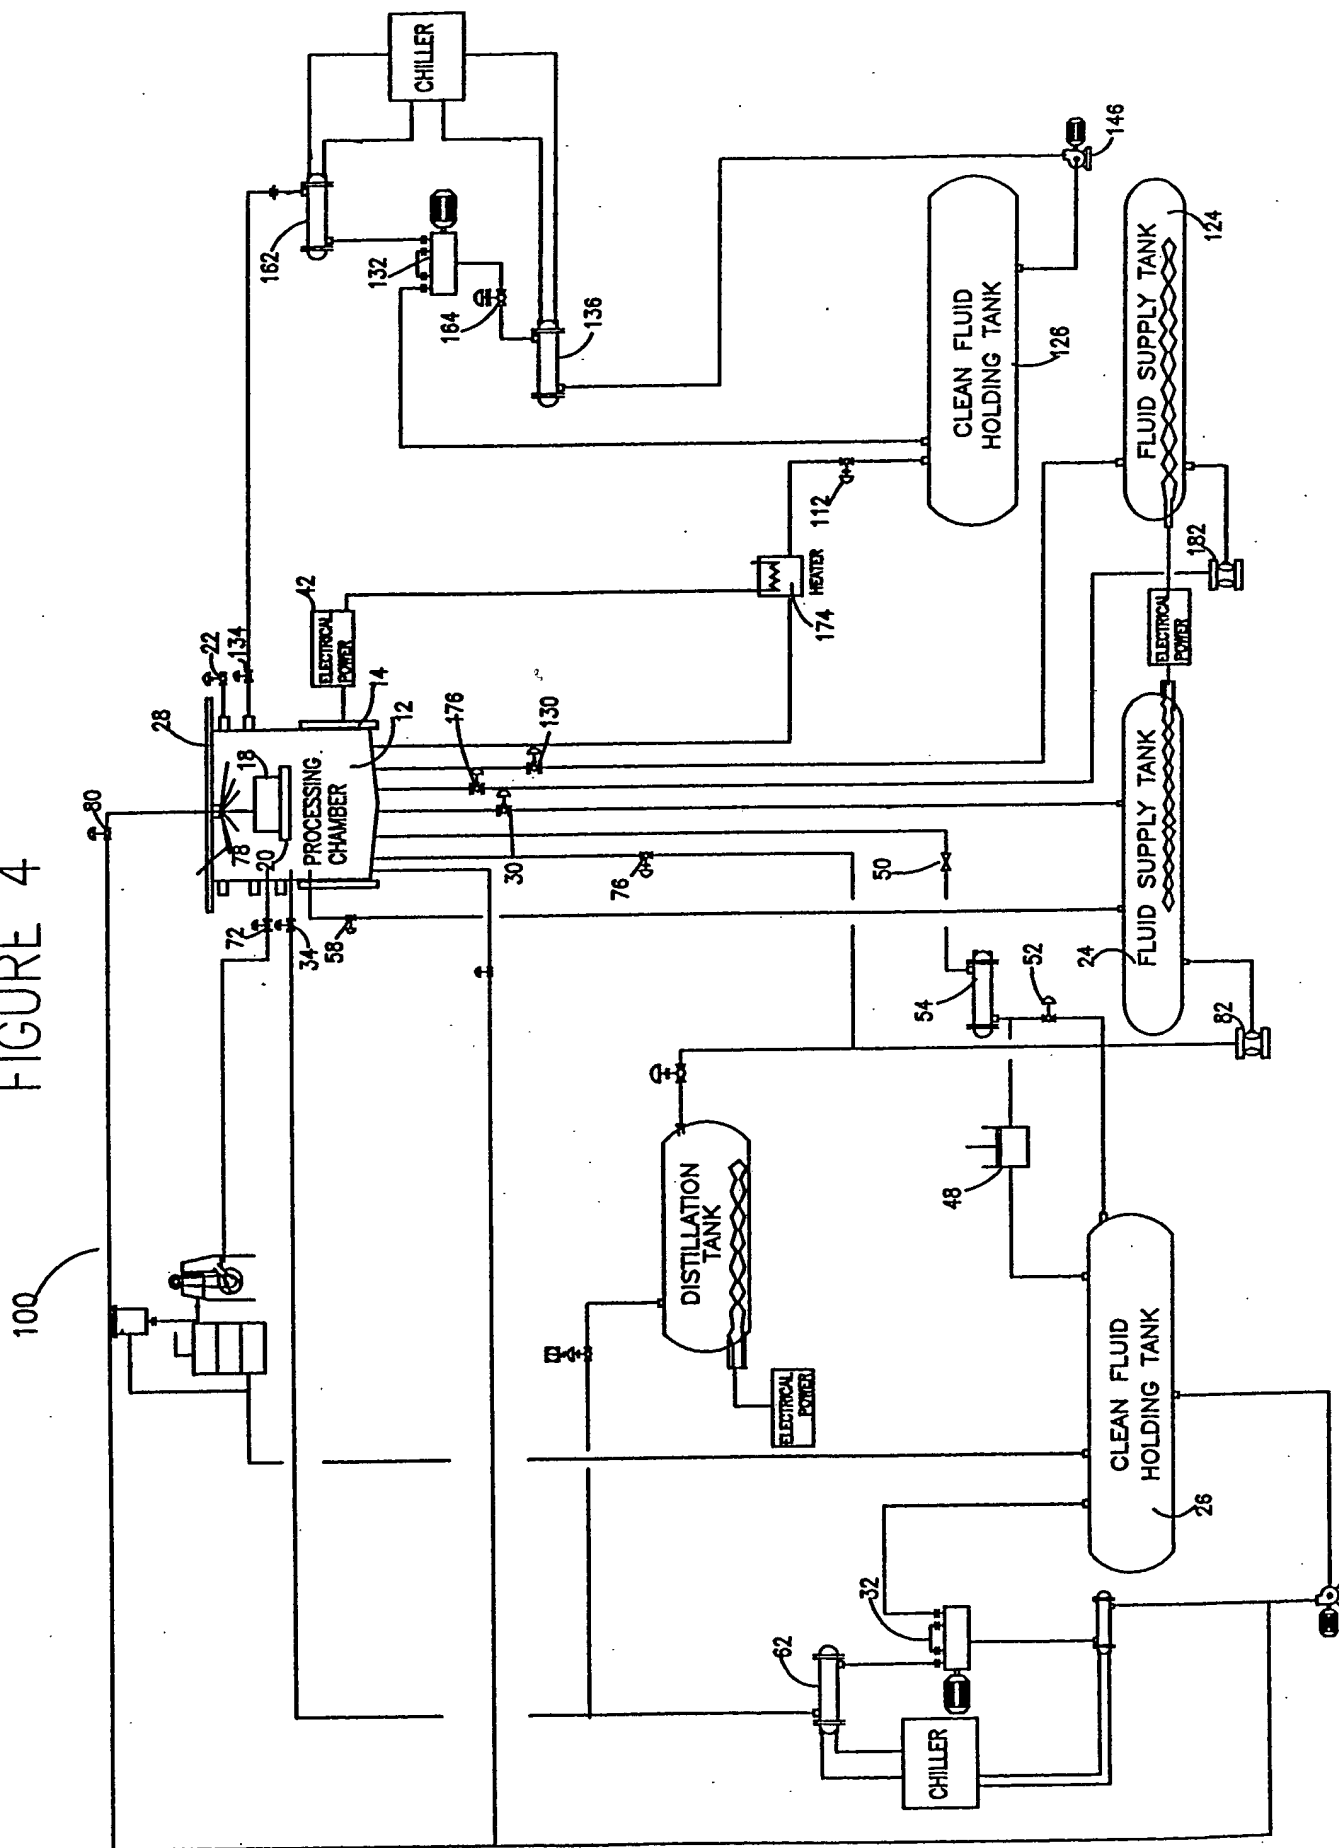 FIGURE 4
100
CHILLER
162
132
164
136
146
CLEAN FLUID
HOLDING TANK
126
124
FLUID SUPPLY TANK
182
ELECTRICAL
POWER
112
HEATER
174
42
ELECTRICAL
POWER
22
134
14
12
28
18
78
20
PROCESSING
CHAMBER
80
176
130
30
76
50
72
34
58
54
52
24
FLUID SUPPLY TANK
82
DISTILLATION
TANK
ELECTRICAL
POWER
48
CLEAN FLUID
HOLDING TANK
26
32
62
CHILLER